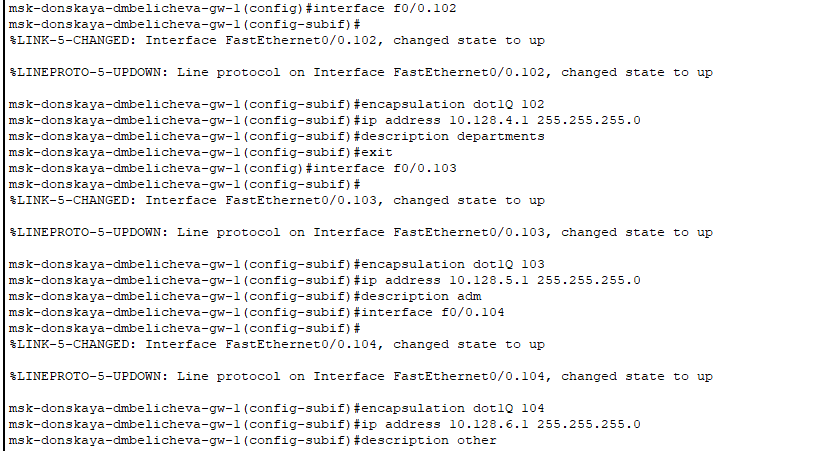 msk-donskaya-dmbelicheva-gw-1(config)#interface f0/0.102
msk-donskaya-dmbelicheva-gw-1(config-subif)#
%LINK-5-CHANGED: Interface FastEthernet0/0.102, changed state to up
%LINEPROTO-5-UPDOWN: Line protocol on Interface FastEthernet0/0.102, changed state to up
msk-donskaya-dmbelicheva-gw-1(config-subif)#encapsulation dot1Q 102
msk-donskaya-dmbelicheva-gw-1(config-subif)#ip address 10.128.4.1 255.255.255.0
msk-donskaya-dmbelicheva-gw-1(config-subif)#description departments
msk-donskaya-dmbelicheva-gw-1(config-subif)#exit
msk-donskaya-dmbelicheva-gw-1(config)#interface f0/0.103
msk-donskaya-dmbelicheva-gw-1(config-subif)#
%LINK-5-CHANGED: Interface FastEthernet0/0.103, changed state to up
%LINEPROTO-5-UPDOWN: Line protocol on Interface FastEthernet0/0.103, changed state to up
msk-donskaya-dmbelicheva-gw-1(config-subif)#encapsulation dot1Q 103
msk-donskaya-dmbelicheva-gw-1(config-subif)#ip address 10.128.5.1 255.255.255.0
msk-donskaya-dmbelicheva-gw-1(config-subif)#description adm
msk-donskaya-dmbelicheva-gw-1(config-subif)#interface f0/0.104
msk-donskaya-dmbelicheva-gw-1(config-subif)#
%LINK-5-CHANGED: Interface FastEthernet0/0.104, changed state to up
%LINEPROTO-5-UPDOWN: Line protocol on Interface FastEthernet0/0.104, changed state to up
msk-donskaya-dmbelicheva-gw-1(config-subif)#encapsulation dot1Q 104
msk-donskaya-dmbelicheva-gw-1(config-subif)#ip address 10.128.6.1 255.255.255.0
msk-donskaya-dmbelicheva-gw-1(config-subif)#description other